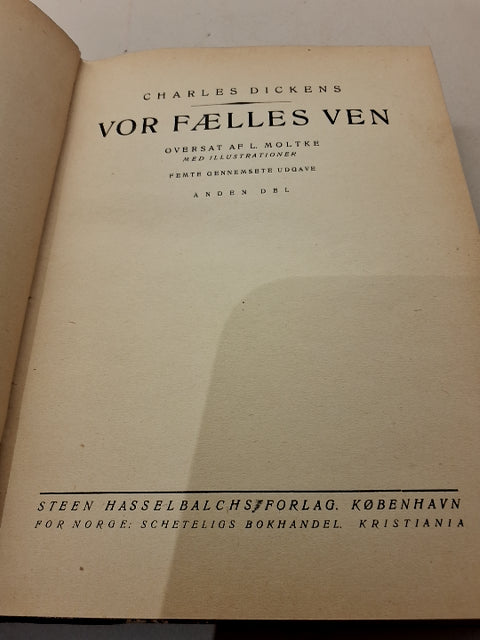 CHARLES DICKENS
VOR FÆLLES VEN
OVERSAT AF L. MOLTKE
MED ILLUSTRATIONER
FEMTE GENNEMSETE UDGAVE
ANDEN DEL
STEEN HASSELBALCHS FORLAG. KØBENHAVN
FOR NORGE: SCHETELIGS BOKHANDEL. KRISTIANIA